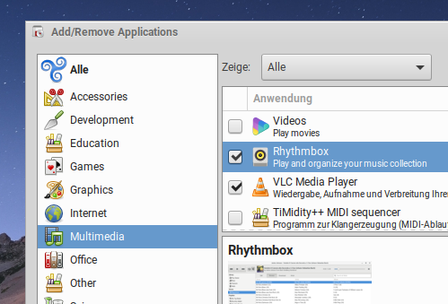 Add/Remove Applications
Alle
Accessories
Development
Education
Games
Graphics
Internet
Multimedia
Office
Other
Zeige: Alle
Anwendung
Videos
Play movies
Rhythmbox
Play and organize your music collection
VLC Media Player
Wiedergabe, Aufnahme und Verbreitung Ihrer
TiMidity++ MIDI sequencer
Programm zur Klangerzeugung (MIDI-Ablau
Rhythmbox